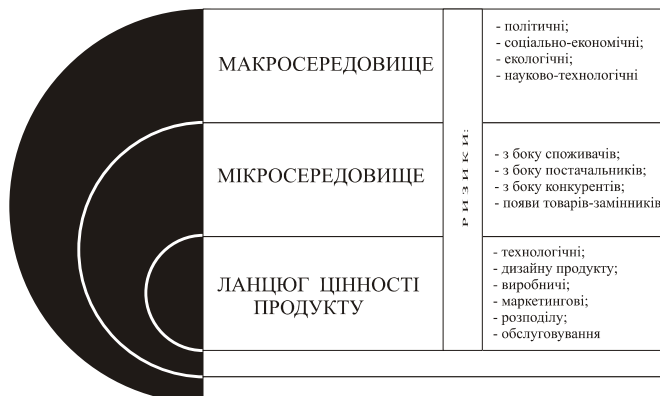 МАКРОСЕРЕДОВИЩЕ
- політичні;
- соціально-економічні;
- екологічні;
- науково-технологічні
РИЗИКИ:
МІКРОСЕРЕДОВИЩЕ
- з боку споживачів;
- з боку постачальників;
- з боку конкурентів;
- появи товарів-замінників
ЛАНЦЮГ ЦІННОСТІ
ПРОДУКТУ
- технологічні;
- дизайну продукту;
- виробничі;
- маркетингові;
- розподілу;
- обслуговування